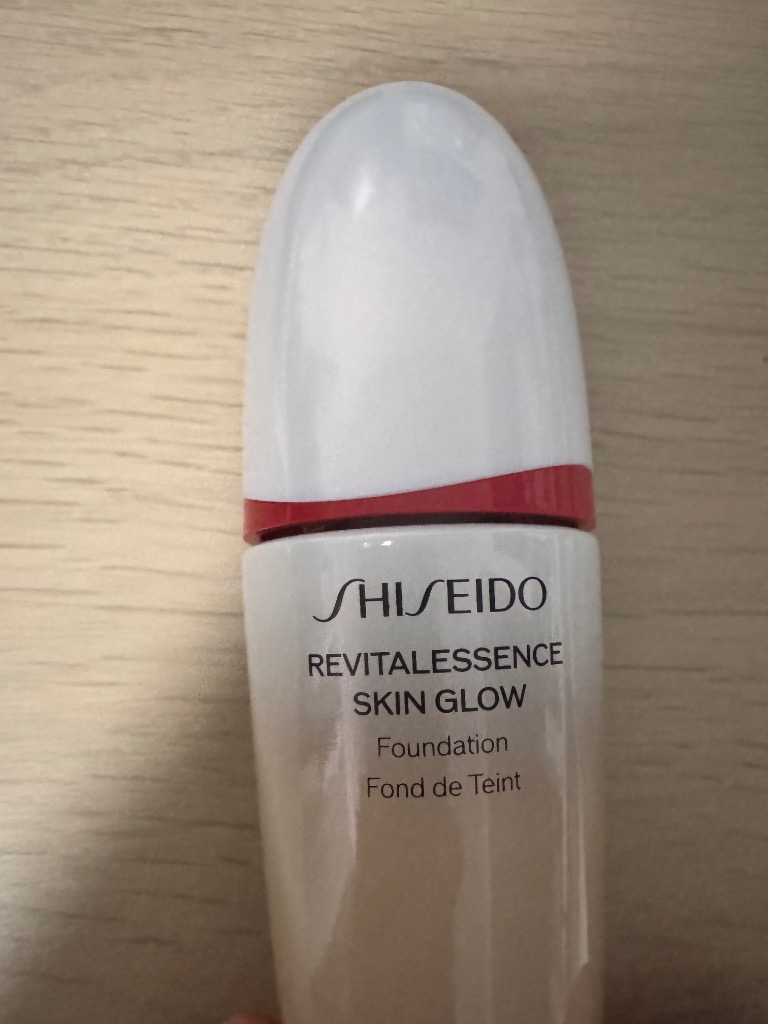 SHISEIDO
REVITALESSENCE
SKIN GLOW
Foundation
Fond de Teint